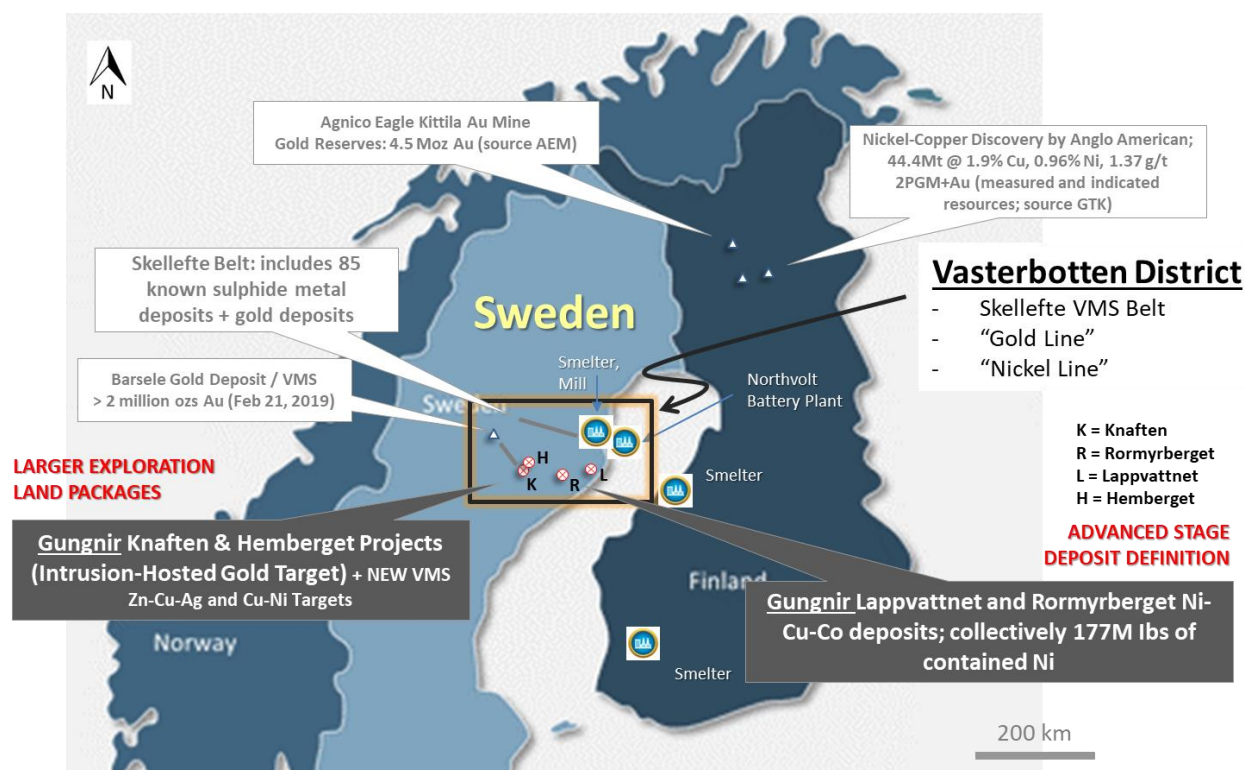 N
Agnico Eagle Kittila Au Mine
Gold Reserves: 4.5 Moz Au (source AEM)
Nickel-Copper Discovery by Anglo American;
44.4Mt @ 1.9% Cu, 0.96% Ni, 1.37 g/t
2PGM+Au (measured and indicated
resources; source GTK)
Skellefte Belt: includes 85
known sulphide metal
deposits + gold deposits
Sweden
Vasterbotten District
- Skellefte VMS Belt
- “Gold Line”
- “Nickel Line”
Smelter,
Mill
Barsele Gold Deposit / VMS
> 2 million ozs Au (Feb 21, 2019)
Sweden
Northvolt
Battery Plant
K = Knaften
R = Rormyrberget
L = Lappvattnet
H = Hemberget
H
K
R
L
Smelter
LARGER EXPLORATION
LAND PACKAGES
ADVANCED STAGE
DEPOSIT DEFINITION
Gungnir Knaften & Hemberget Projects
(Intrusion-Hosted Gold Target) + NEW VMS
Zn-Cu-Ag and Cu-Ni Targets
Finland
Gungnir Lappvattnet and Rormyrberget Ni-
Cu-Co deposits; collectively 177M lbs of
contained Ni
Norway
Smelter
200 km